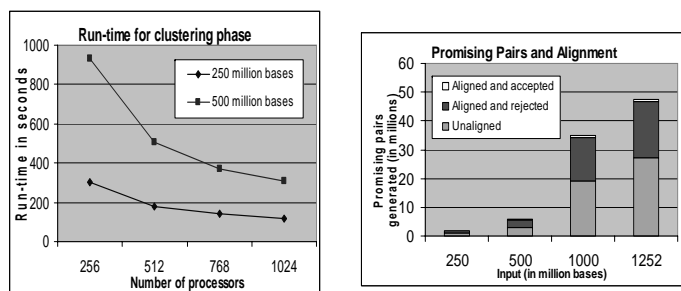 Run-time for clustering phase
1000
800
600
400
200
0
Run-time in seconds
250 million bases
500 million bases
256 512 768 1024
Number of processors
Promising Pairs and Alignment
60
50
40
30
20
10
0
Promising pairs
generated (in millions)
Aligned and accepted
Aligned and rejected
Unaligned
250 500 1000 1252
Input (in million bases)